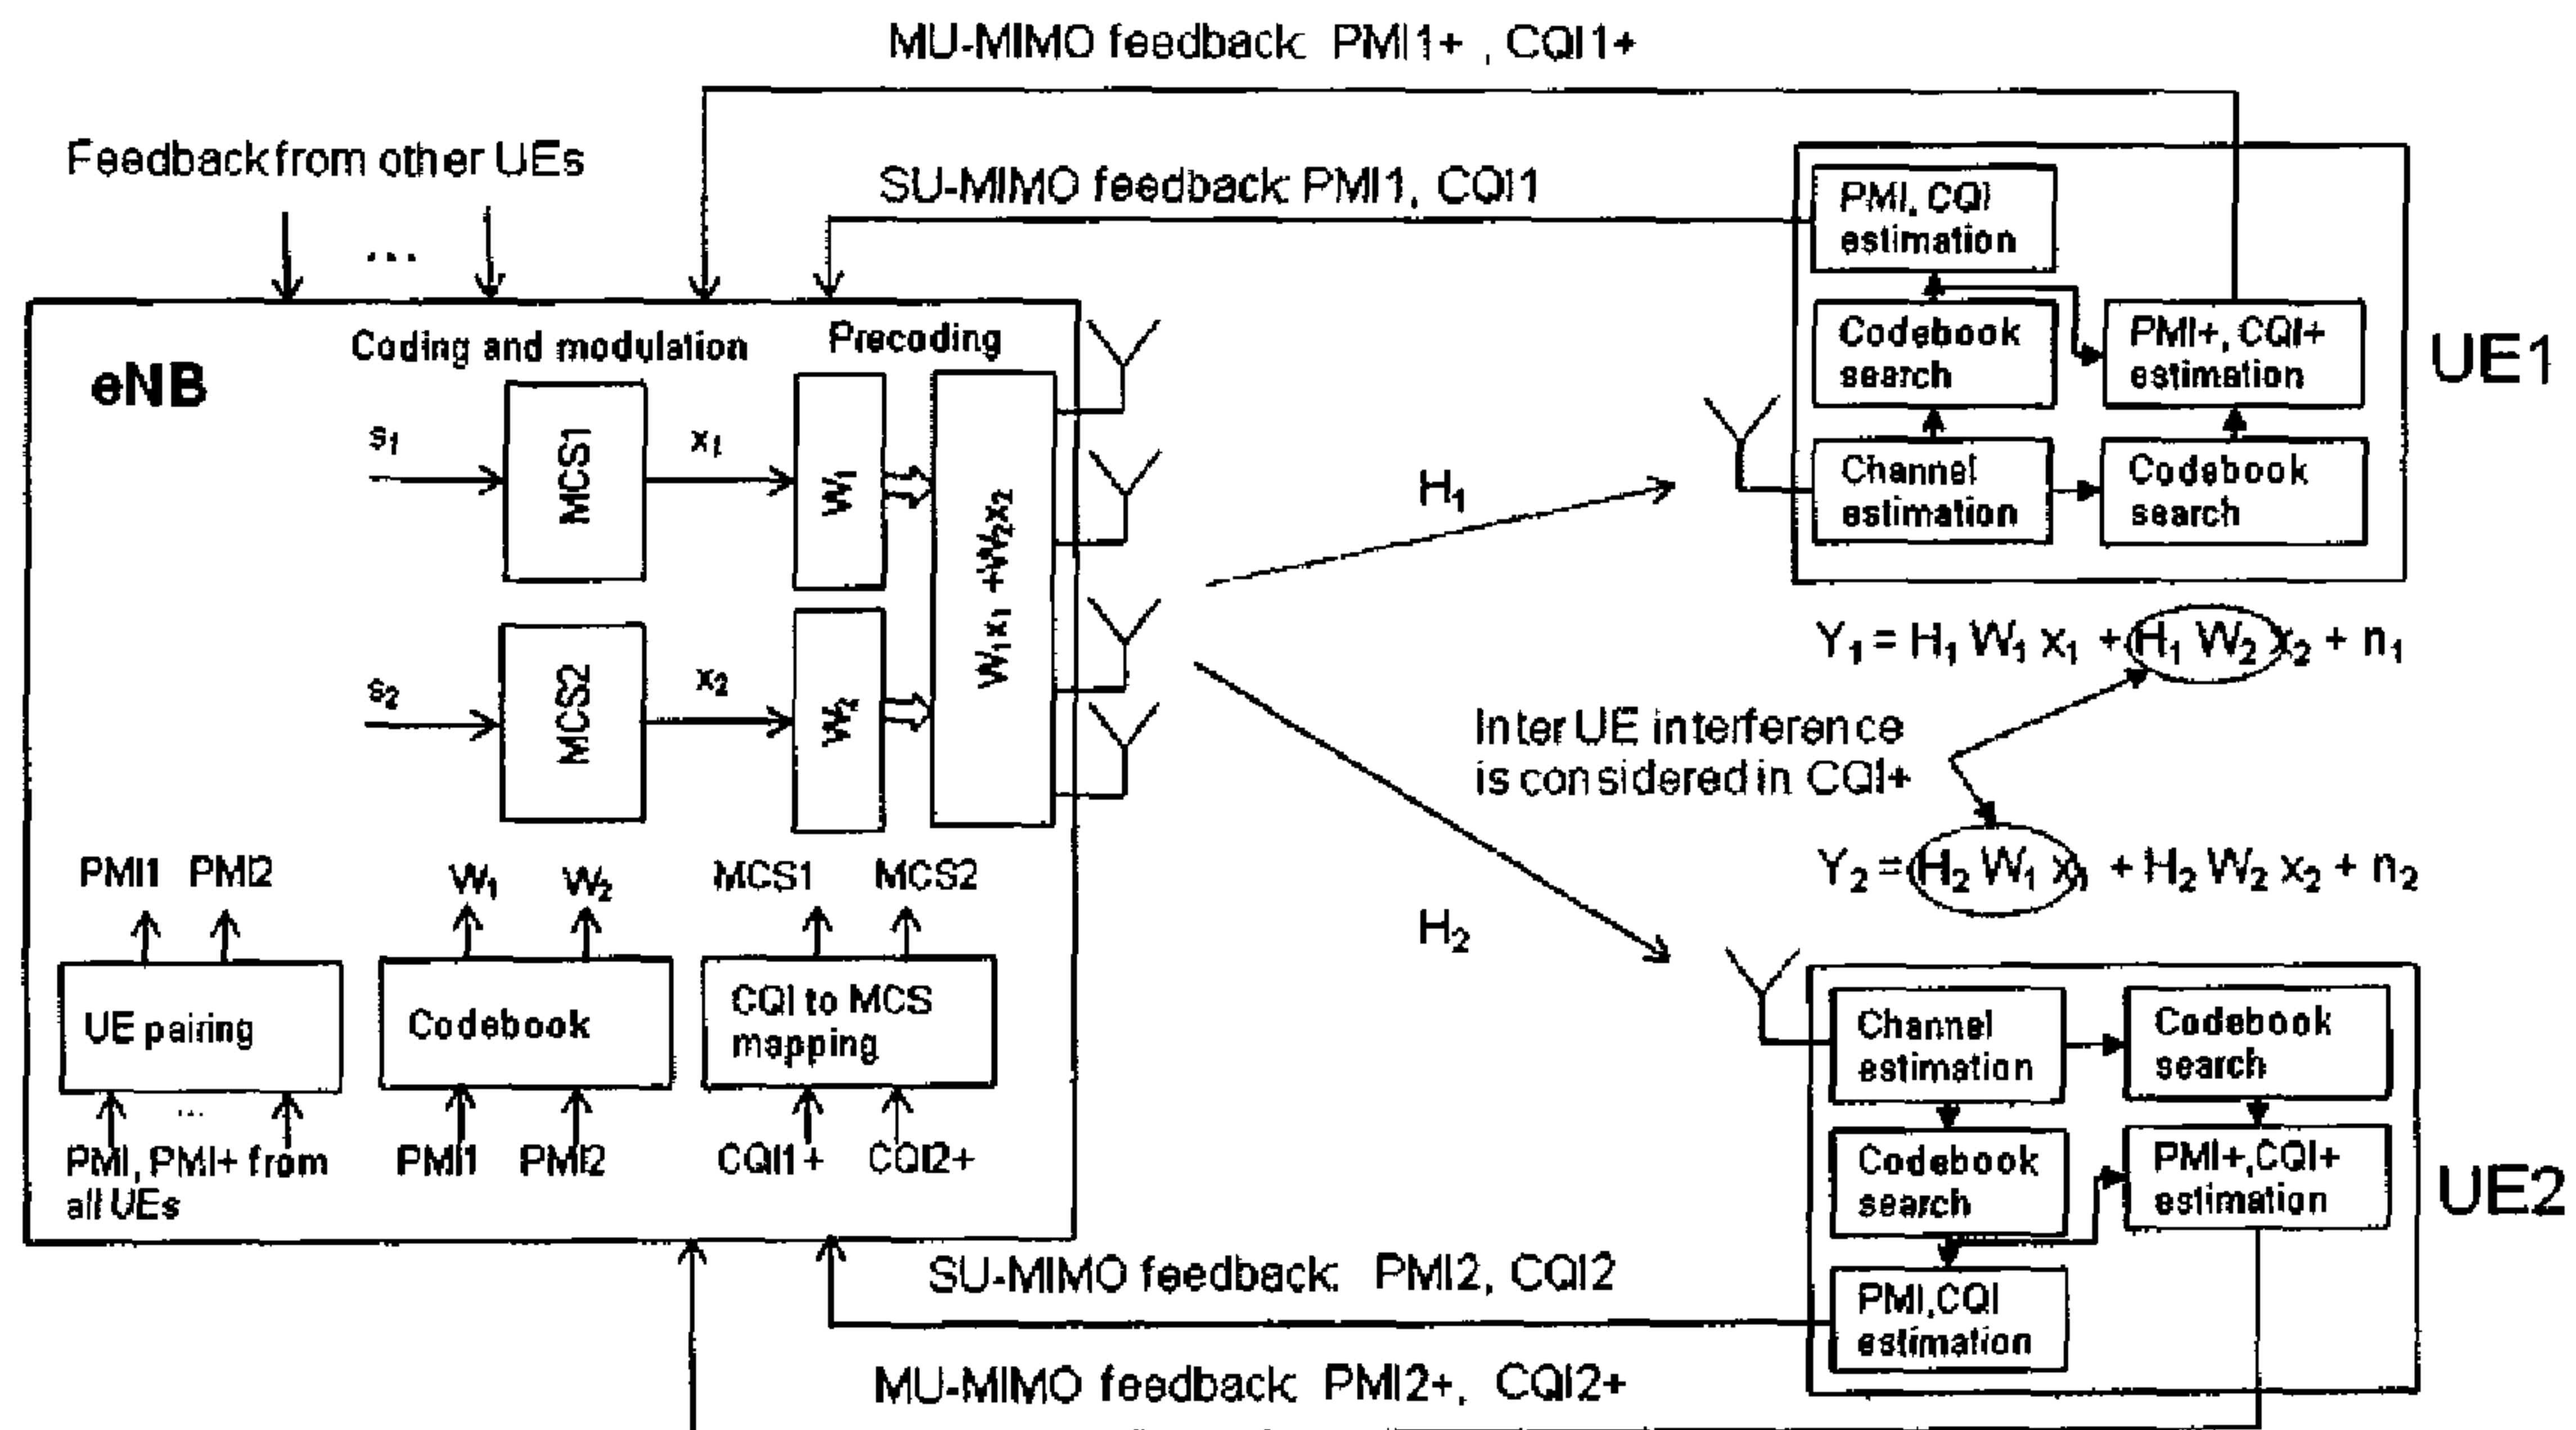 MU-MIMO feedback: PMI1+ , CQI1+
Feedback from other UEs
...
SU-MIMO feedback: PMI1, CQI1
eNB
Coding and modulation
Precoding
s1
MCS1
x1
W1
s2
MCS2
x2
W2
W1x1 +W2x2
PMI1 PMI2
W1 W2
MCS1 MCS2
UE pairing
Codebook
CQI to MCS
mapping
...
PMI, PMI+ from
all UEs
PMI1 PMI2
CQI1+ CQI2+
H1
H2
PMI, CQI
estimation
Codebook
search
PMI+, CQI+
estimation
Channel
estimation
Codebook
search
UE1
Y1 = H1 W1 x1 + H1 W2 x2 + n1
Inter UE interference
is considered in CQI+
Y2 = H2 W1 x1 + H2 W2 x2 + n2
Channel
estimation
Codebook
search
Codebook
search
PMI+,CQI+
estimation
PMI,CQI
estimation
UE2
SU-MIMO feedback: PMI2, CQI2
MU-MIMO feedback: PMI2+, CQI2+